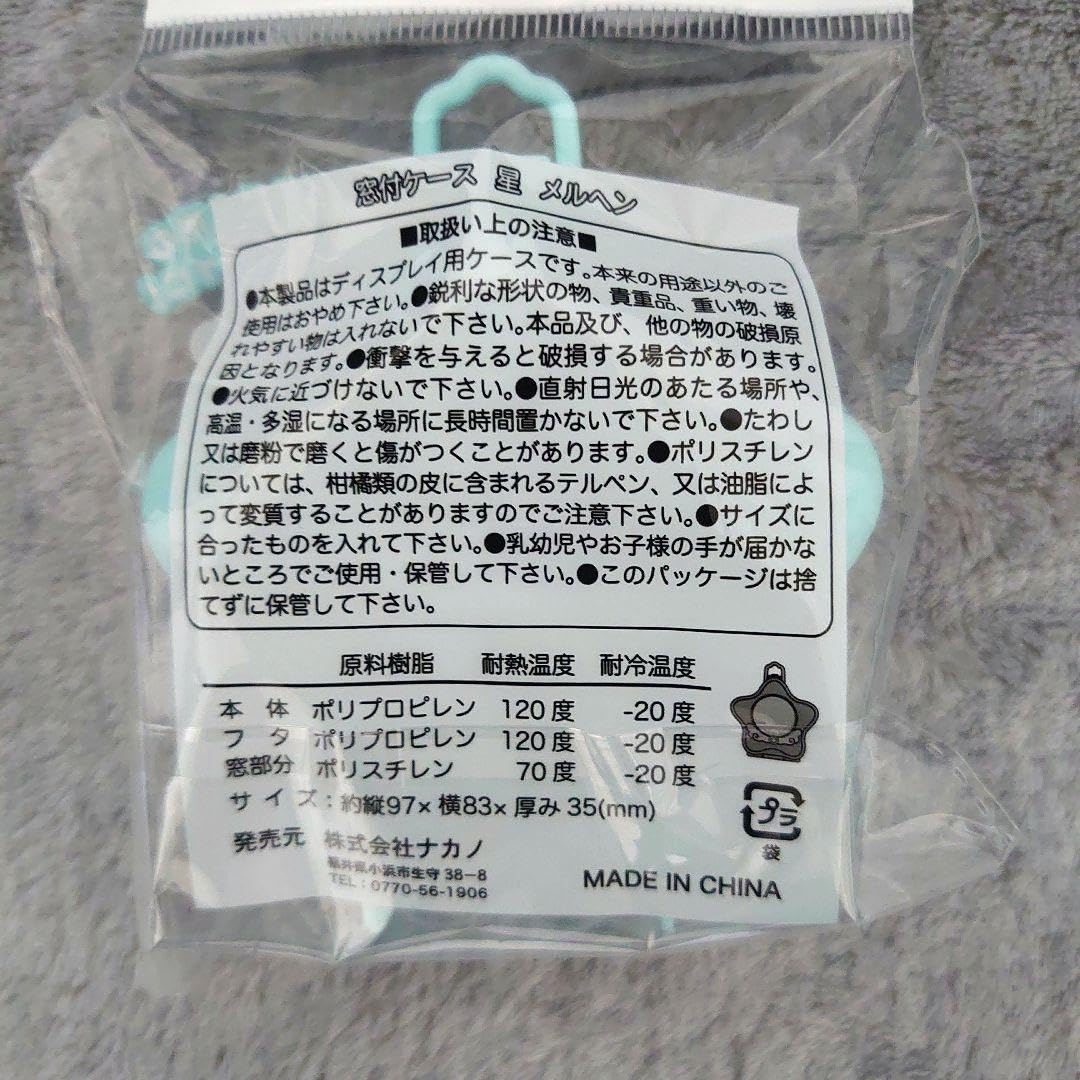 窓付ケース 星 メルヘン
■取扱い上の注意■
●本製品はディスプレイ用ケースです。本来の用途以外のご
使用はおやめ下さい。●鋭利な形状の物、貴重品、重い物、壊
れやすい物は入れないで下さい。本品及び、他の物の破損原
因となります。●衝撃を与えると破損する場合があります。
●火気に近づけないで下さい。●直射日光のあたる場所や、
高温・多湿になる場所に長時間置かないで下さい。●たわし
又は磨粉で磨くと傷がつくことがあります。●ポリスチレン
については、柑橘類の皮に含まれるテルペン、又は油脂によ
って変質することがありますのでご注意下さい。●サイズに
合ったものを入れて下さい。●乳幼児やお子様の手が届かな
いところでご使用・保管して下さい。●このパッケージは捨
てずに保管して下さい。
原料樹脂 耐熱温度 耐冷温度
本 体 ポリプロピレン 120度 -20度
フ タ ポリプロピレン 120度 -20度
窓部分 ポリスチレン 70度 -20度
サイズ:約縦97×横83×厚み35(mm)
プラ
袋
発売元 株式会社ナカノ
福井県小浜市生守38-8
TEL:0770-56-1906
MADE IN CHINA